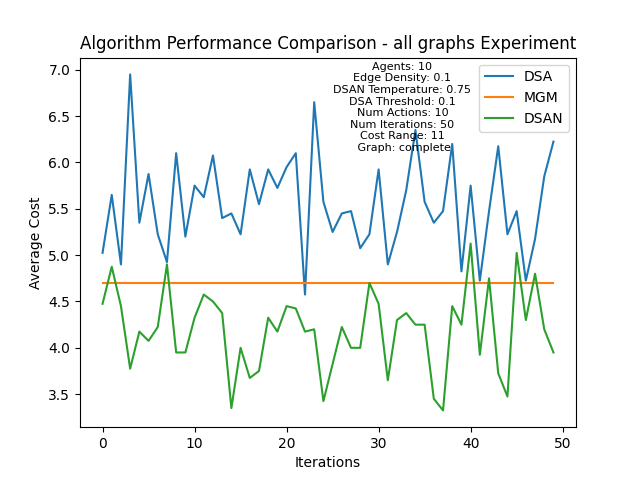 Algorithm Performance Comparison - all graphs Experiment
Agents: 10
Edge Density: 0.1
DSAN Temperature: 0.75
DSA Threshold: 0.1
Num Actions: 10
Num Iterations: 50
Cost Range: 11
Graph: complete
DSA
MGM
DSAN
Average Cost
7.0
6.5
6.0
5.5
5.0
4.5
4.0
3.5
0 10 20 30 40 50
Iterations